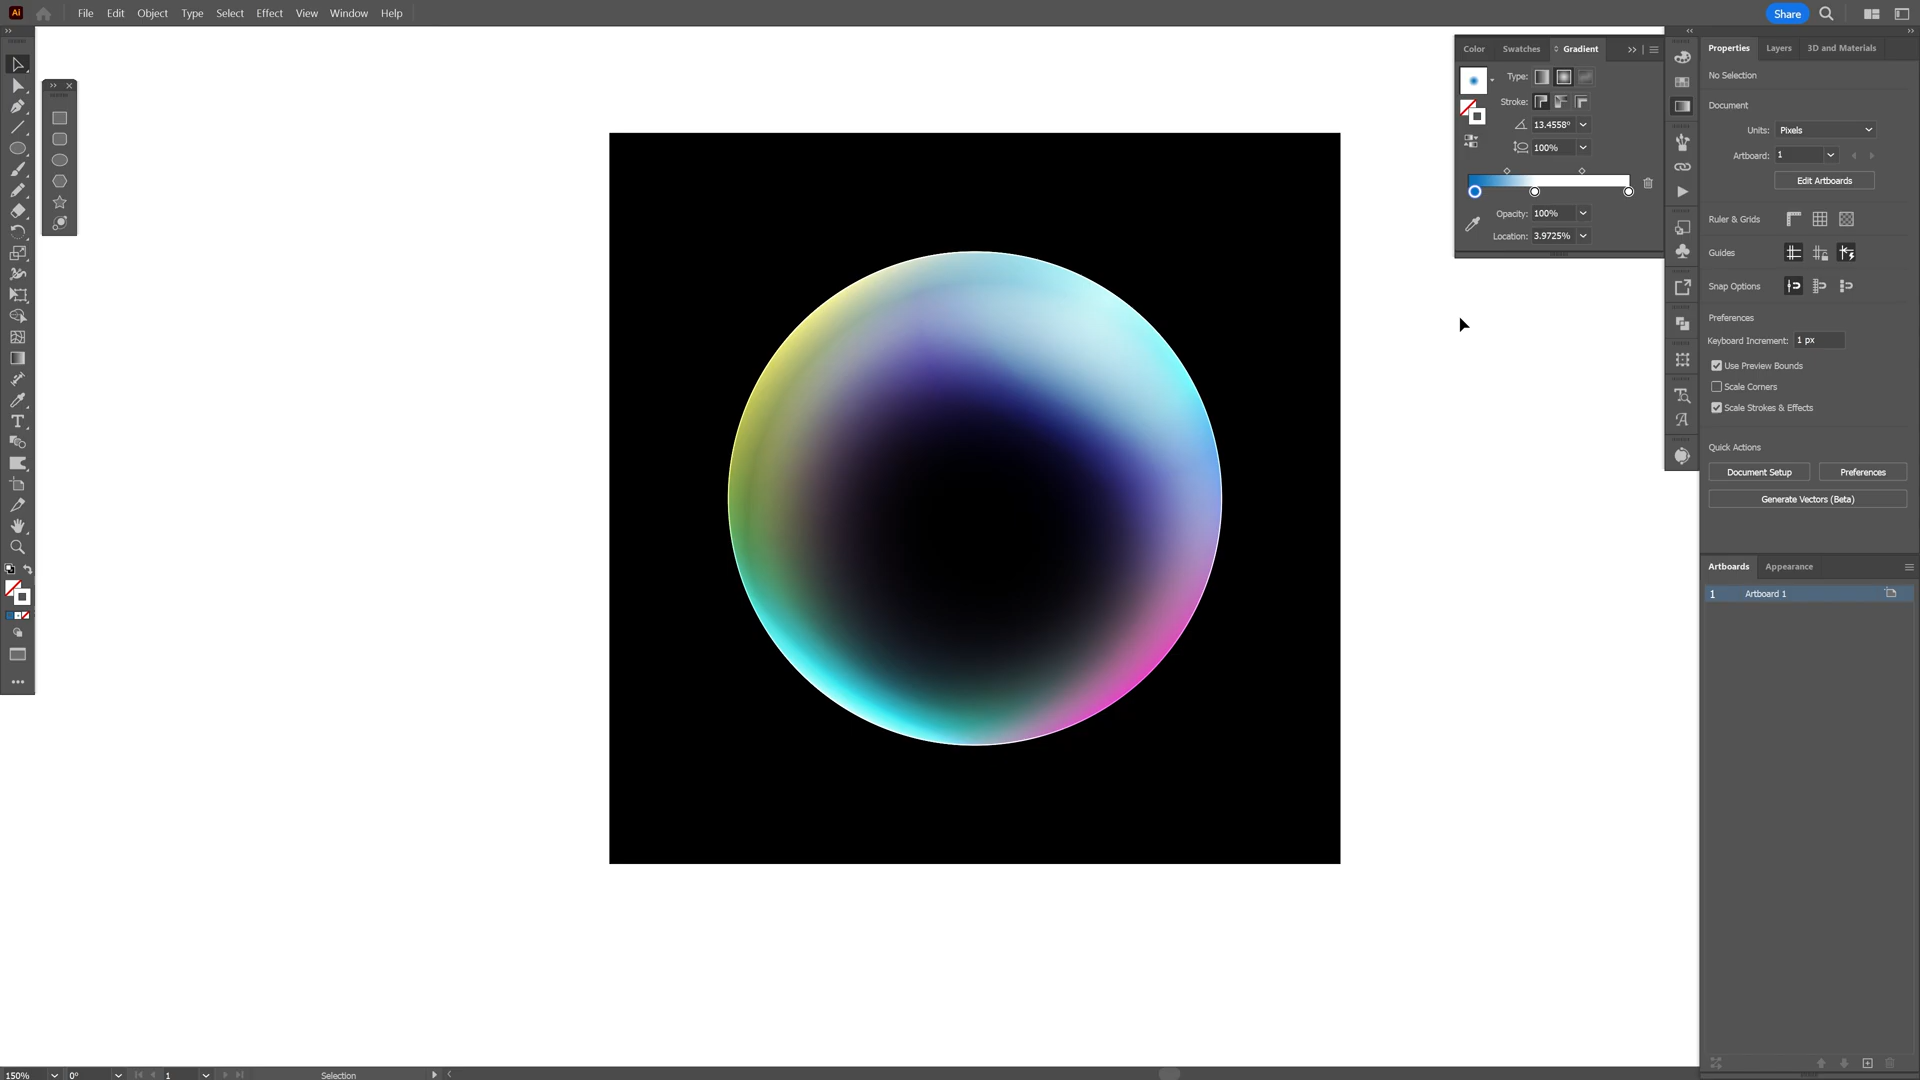 Ai File Edit Object Type Select Effect View Window Help Share
Color Swatches Gradient
Type:
Stroke:
13.4558°
100%
Opacity: 100%
Location: 3.9725%
Properties Layers 3D and Materials
No Selection
Document
Units: Pixels
Artboard: 1
Edit Artboards
Ruler & Grids
Guides
Snap Options
Preferences
Keyboard Increment: 1 px
Use Preview Bounds
Scale Corners
Scale Strokes & Effects
Quick Actions
Document Setup Preferences
Generate Vectors (Beta)
Artboards Appearance
1 Artboard 1
150% 0° 1 Selection